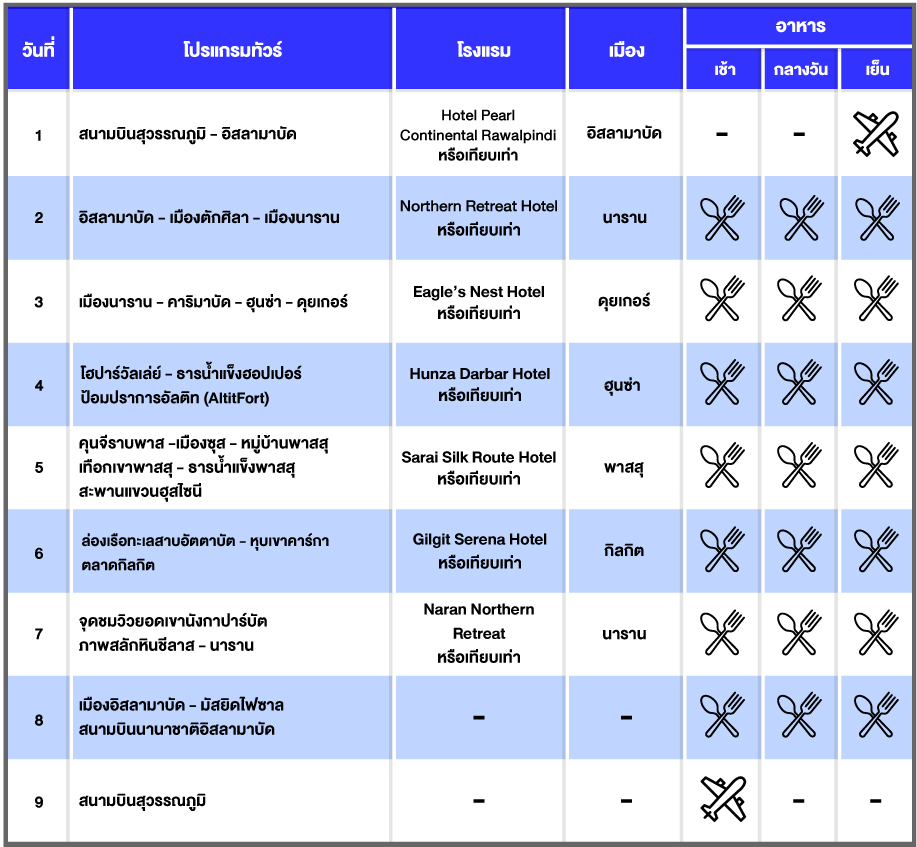 วันที่
โปรแกรมทัวร์
โรงแรม
เมือง
อาหาร
เช้า
กลางวัน
เย็น
1
สนามบินสุวรรณภูมิ - อิสลามาบัด
Hotel Pearl
Continental Rawalpindi
หรือเทียบเท่า
อิสลามาบัด
-
-
2
อิสลามาบัด - เมืองตักศิลา - เมืองนาราน
Northern Retreat Hotel
หรือเทียบเท่า
นาราน
3
เมืองนาราน - คาริมาบัด - ฮุนซ่า - ดุยเกอร์
Eagle's Nest Hotel
หรือเทียบเท่า
ดุยเกอร์
4
โฮปาร์วัลเล่ย์ - ธารน้ำแข็งฮอปเปอร์
ป้อมปราการอัลติท (AltitFort)
Hunza Darbar Hotel
หรือเทียบเท่า
ฮุนซ่า
5
คุนจีราบพาส -เมืองซุส - หมู่บ้านพาสสุ
เทือกเขาพาสสุ - ธารน้ำแข็งพาสสุ
สะพานแขวนฮุสไซนี
Sarai Silk Route Hotel
หรือเทียบเท่า
พาสสุ
6
ล่องเรือทะเลสาบอัตตาบัต - หุบเขาคาร์กา
ตลาดกิลกิต
Gilgit Serena Hotel
หรือเทียบเท่า
กิลกิต
7
จุดชมวิวยอดเขานังกาปาร์บัต
ภาพสลักหินชีลาส - นาราน
Naran Northern
Retreat
หรือเทียบเท่า
นาราน
8
เมืองอิสลามาบัด - มัสยิดไฟซาล
สนามบินนานาชาติอิสลามาบัด
-
-
9
สนามบินสุวรรณภูมิ
-
-
-
-